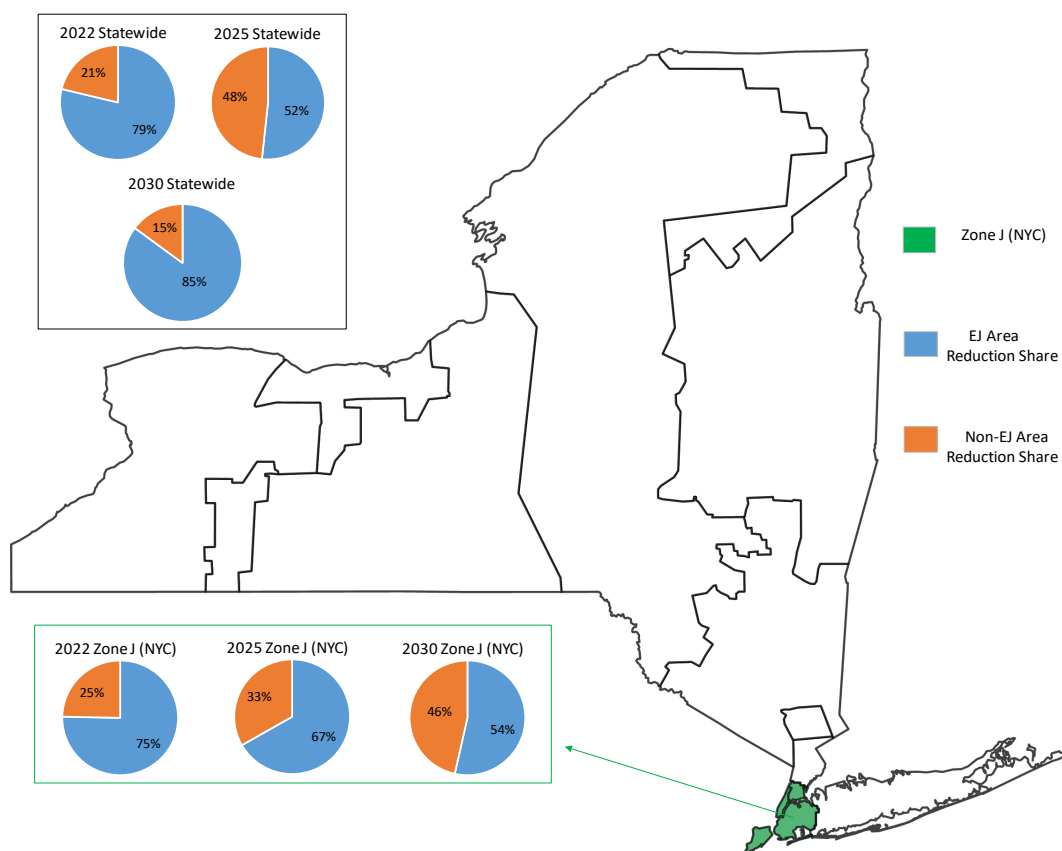 2022 Statewide
21%
79%
2025 Statewide
48%
52%
2030 Statewide
15%
85%
Zone J (NYC)
EJ Area
Reduction Share
Non-EJ Area
Reduction Share
2022 Zone J (NYC)
25%
75%
2025 Zone J (NYC)
33%
67%
2030 Zone J (NYC)
46%
54%